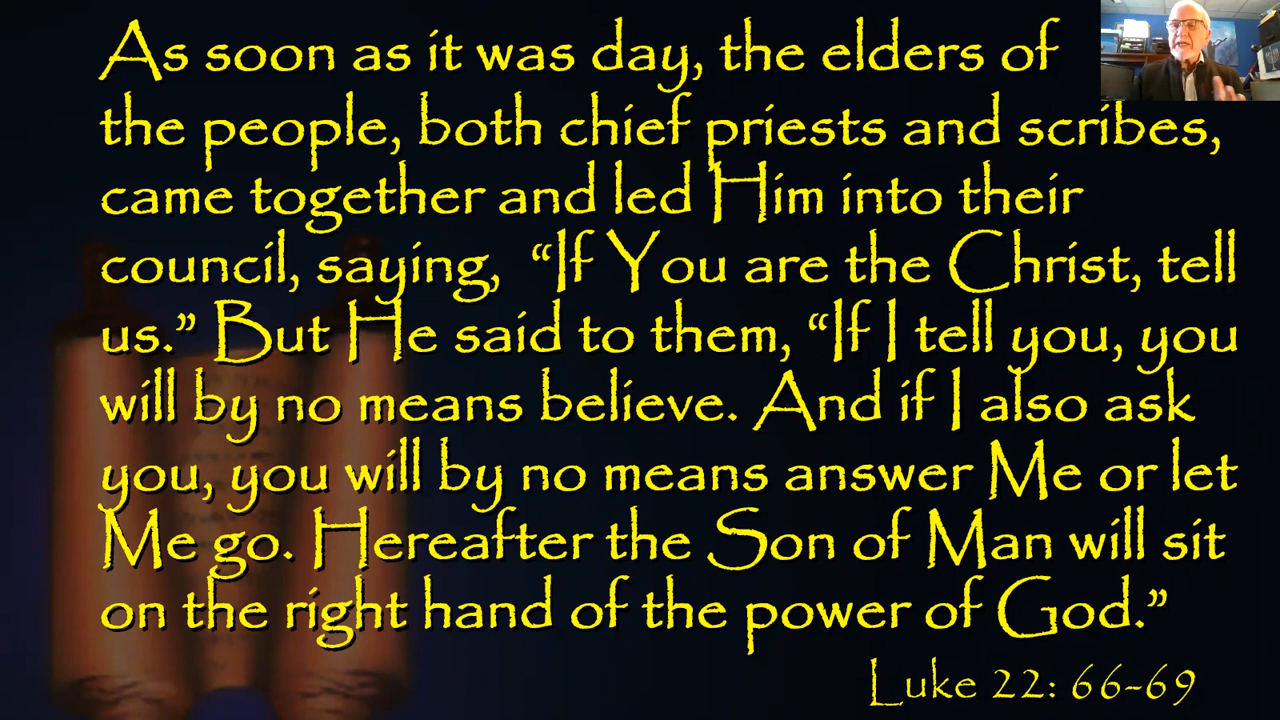 As soon as it was day, the elders of
the people, both chief priests and scribes,
came together and led Him into their
council, saying, “If You are the Christ, tell
us.” But He said to them, “If I tell you, you
will by no means believe. And if I also ask
you, you will by no means answer Me or let
Me go. Hereafter the Son of Man will sit
on the right hand of the power of God.”
Luke 22: 66-69